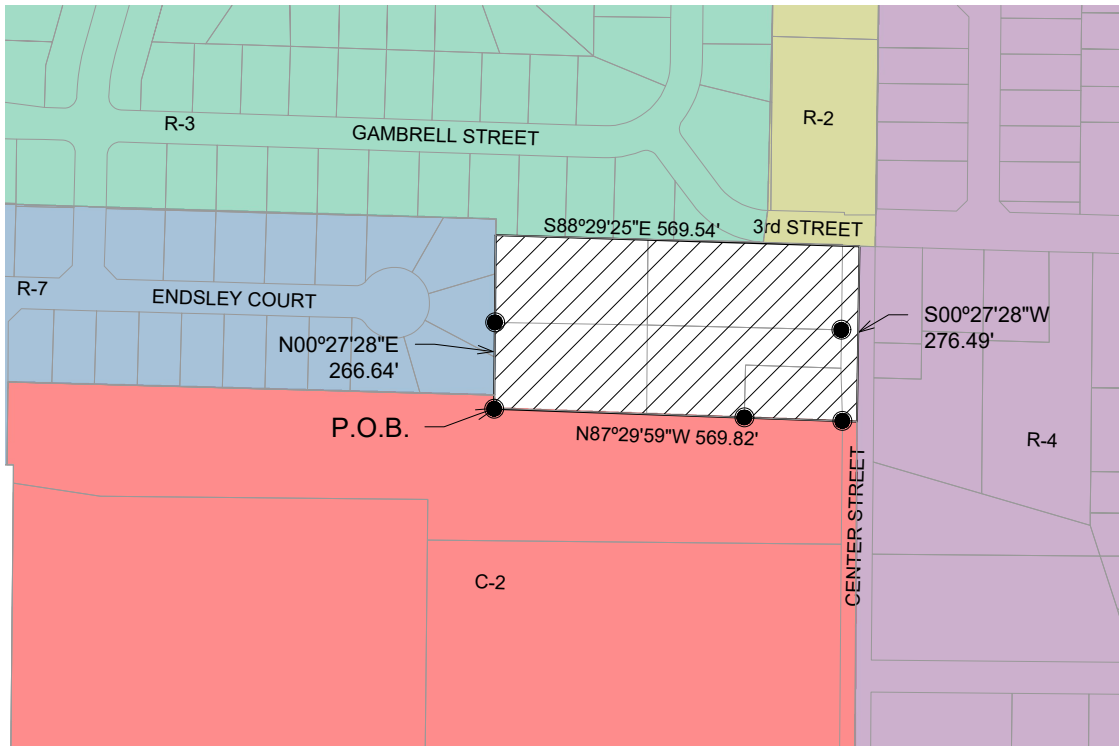 R-2
R-3
GAMBRELL STREET
S88º29'25"E 569.54'
3rd STREET
R-7
ENDSLEY COURT
S00º27'28"W
276.49'
N00º27'28"E
266.64'
P.O.B.
N87º29'59"W 569.82'
R-4
CENTER STREET
C-2